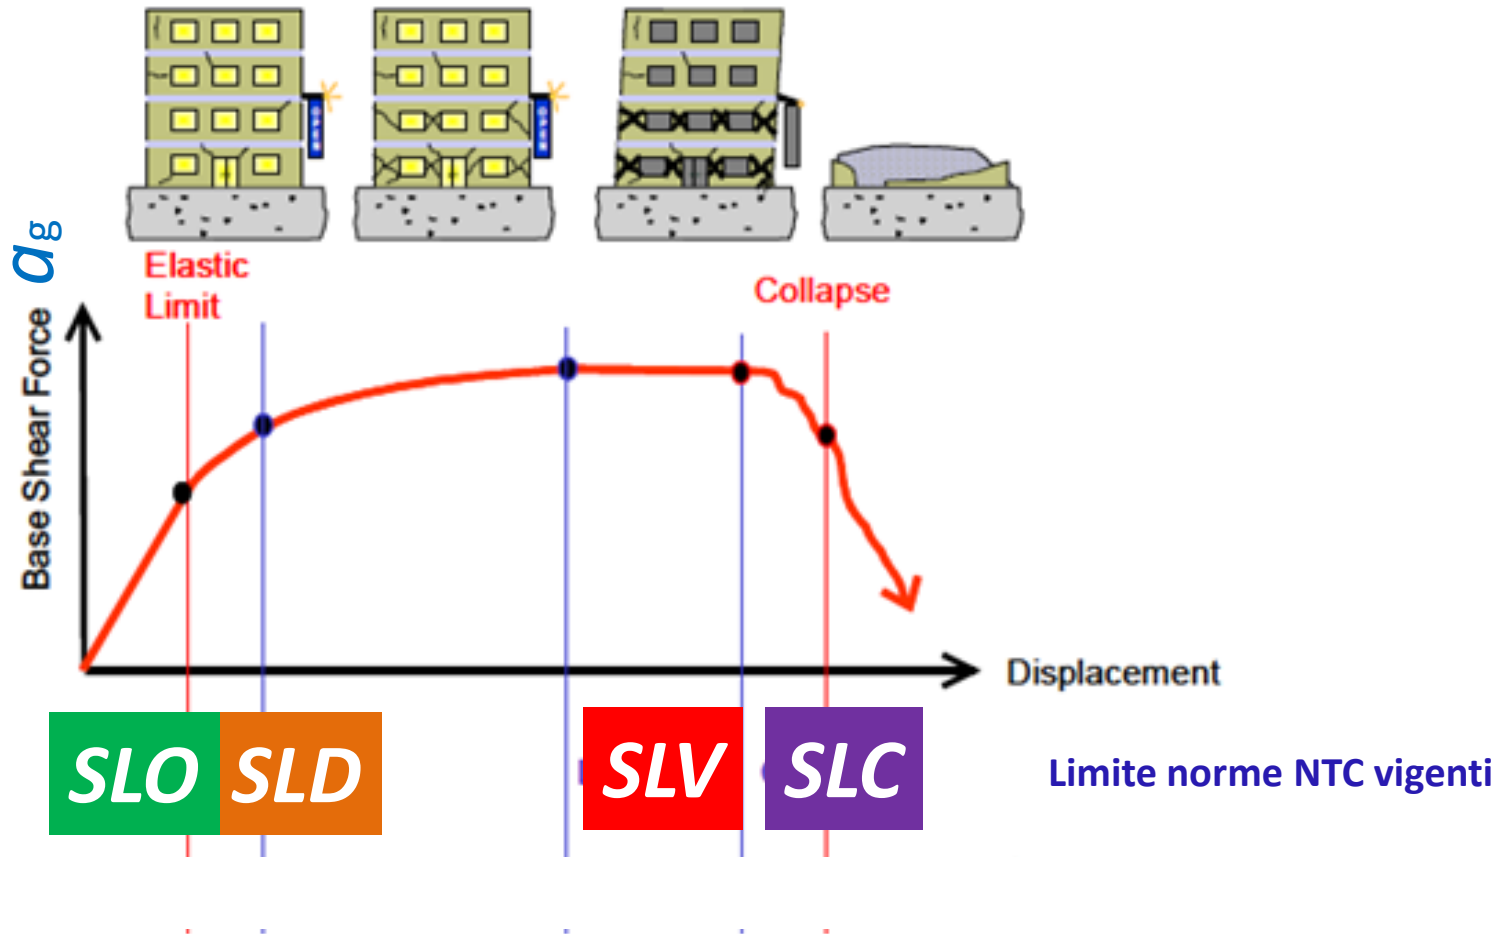 Elastic
Limit
Collapse
ag
Base Shear Force
Displacement
SLO
SLD
SLV
SLC
Limite norme NTC vigenti